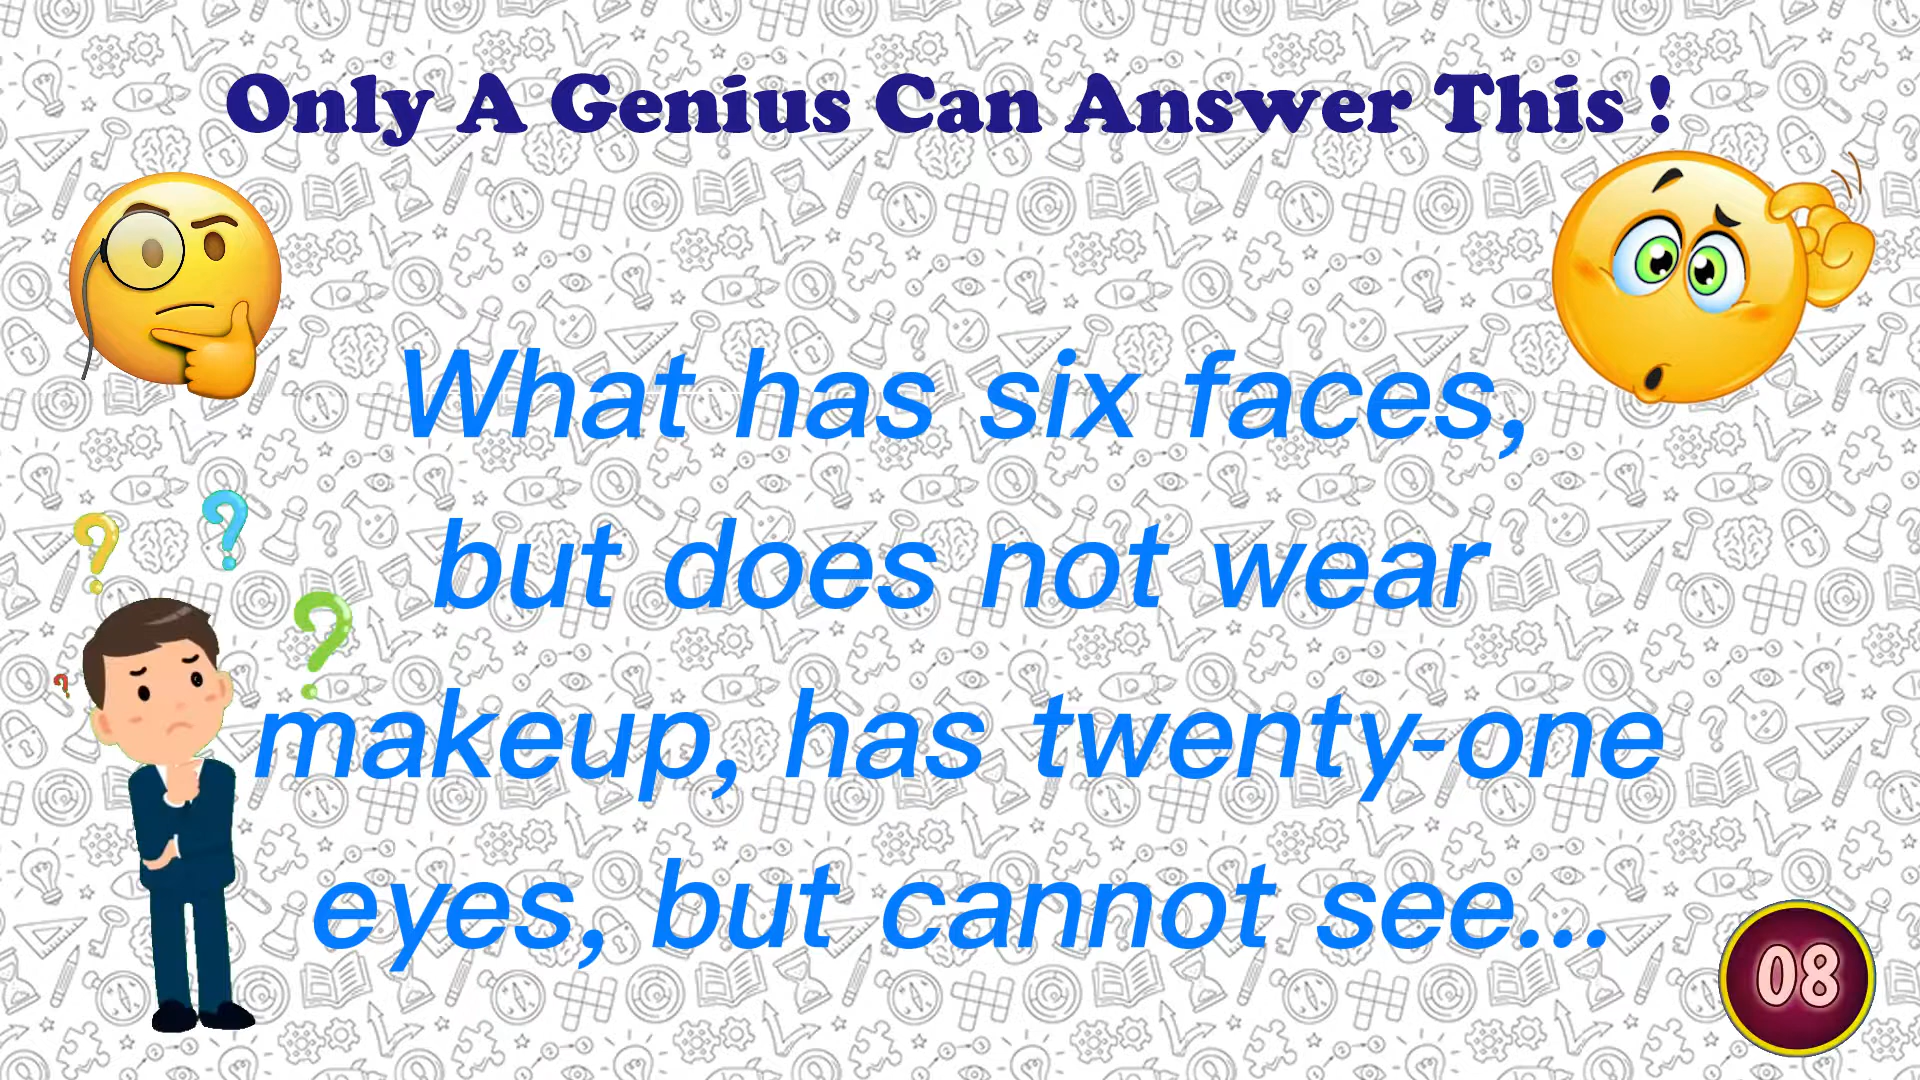 Only A Genius Can Answer This !
What has six faces,
but does not wear
makeup, has twenty-one
eyes, but cannot see...
08